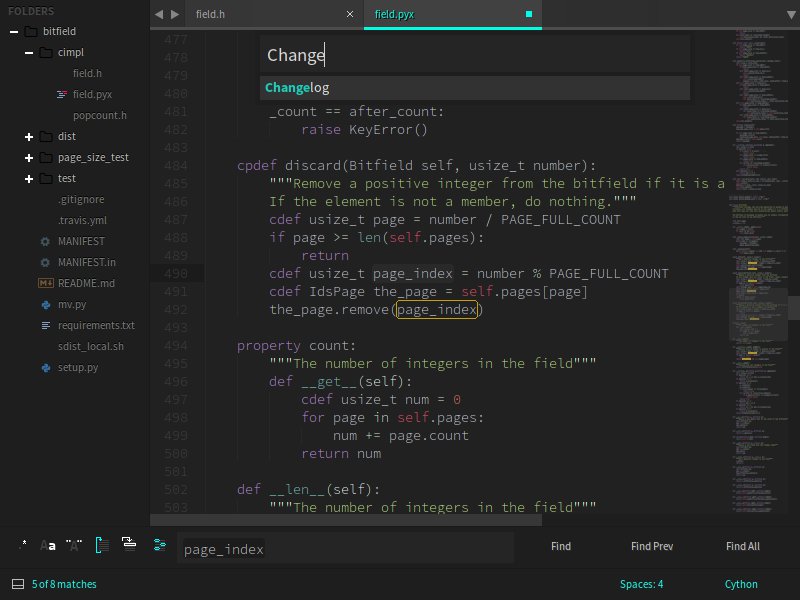 FOLDERS
bitfield
cimpl
field.h
field.pyx
popcount.h
dist
page_size_test
test
.gitignore
.travis.yml
MANIFEST
MANIFEST.in
README.md
mv.py
requirements.txt
sdist_local.sh
setup.py
field.h
field.pyx
Change
Changelog
477
478
479
480
481 _count == after_count:
482 raise KeyError()
483
484 cpdef discard(Bitfield self, usize_t number):
485 """Remove a positive integer from the bitfield if it is a
486 If the element is not a member, do nothing."""
487 cdef usize_t page = number / PAGE_FULL_COUNT
488 if page >= len(self.pages):
489 return
490 cdef usize_t page_index = number % PAGE_FULL_COUNT
491 cdef IdsPage the_page = self.pages[page]
492 the_page.remove(page_index)
493
494 property count:
495 """The number of integers in the field"""
496 def __get__(self):
497 cdef usize_t num = 0
498 for page in self.pages:
499 num += page.count
500 return num
501
502 def __len__(self):
503 """The number of integers in the field"""
.* Aa "A" page_index Find Find Prev Find All
5 of 8 matches Spaces: 4 Cython